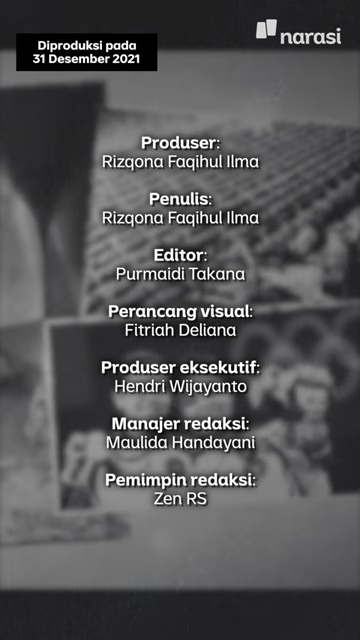 Diproduksi pada
31 Desember 2021
narasi
Produser:
Rizqona Faqihul Ilma
Penulis:
Rizqona Faqihul Ilma
Editor:
Purmaidi Takana
Perancang visual:
Fitriah Deliana
Produser eksekutif:
Hendri Wijayanto
Manajer redaksi:
Maulida Handayani
Pemimpin redaksi:
Zen RS